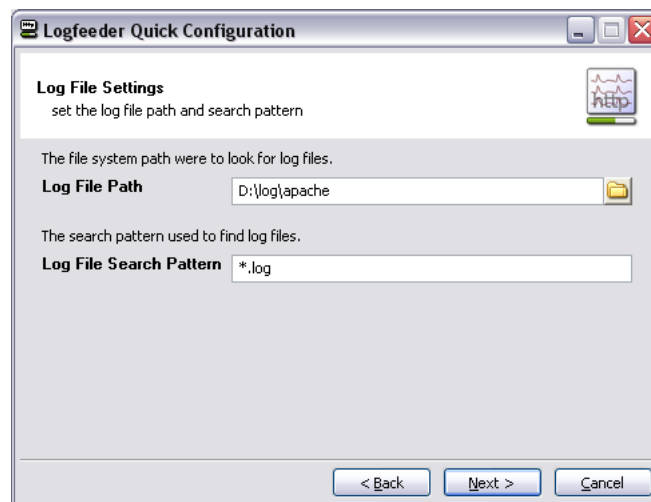 Logfeeder Quick Configuration
Log File Settings
set the log file path and search pattern
http
The file system path were to look for log files.
Log File Path D:\log\apache
The search pattern used to find log files.
Log File Search Pattern *.log
< Back Next > Cancel